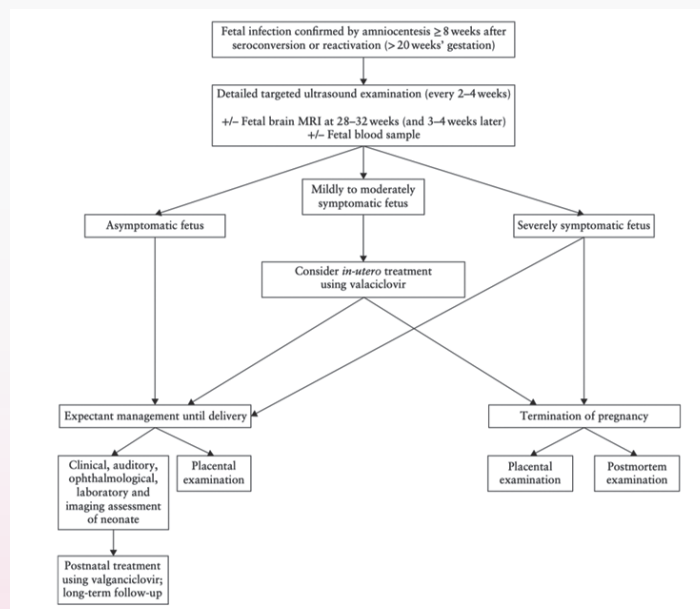 Fetal infection confirmed by amniocentesis ≥ 8 weeks after
seroconversion or reactivation (> 20 weeks' gestation)
Detailed targeted ultrasound examination (every 2–4 weeks)
+/– Fetal brain MRI at 28–32 weeks (and 3–4 weeks later)
+/– Fetal blood sample
Asymptomatic fetus
Mildly to moderately
symptomatic fetus
Severely symptomatic fetus
Consider in-utero treatment
using valaciclovir
Expectant management until delivery
Termination of pregnancy
Clinical, auditory,
ophthalmological,
laboratory and
imaging assessment
of neonate
Placental
examination
Placental
examination
Postmortem
examination
Postnatal treatment
using valganciclovir;
long-term follow-up